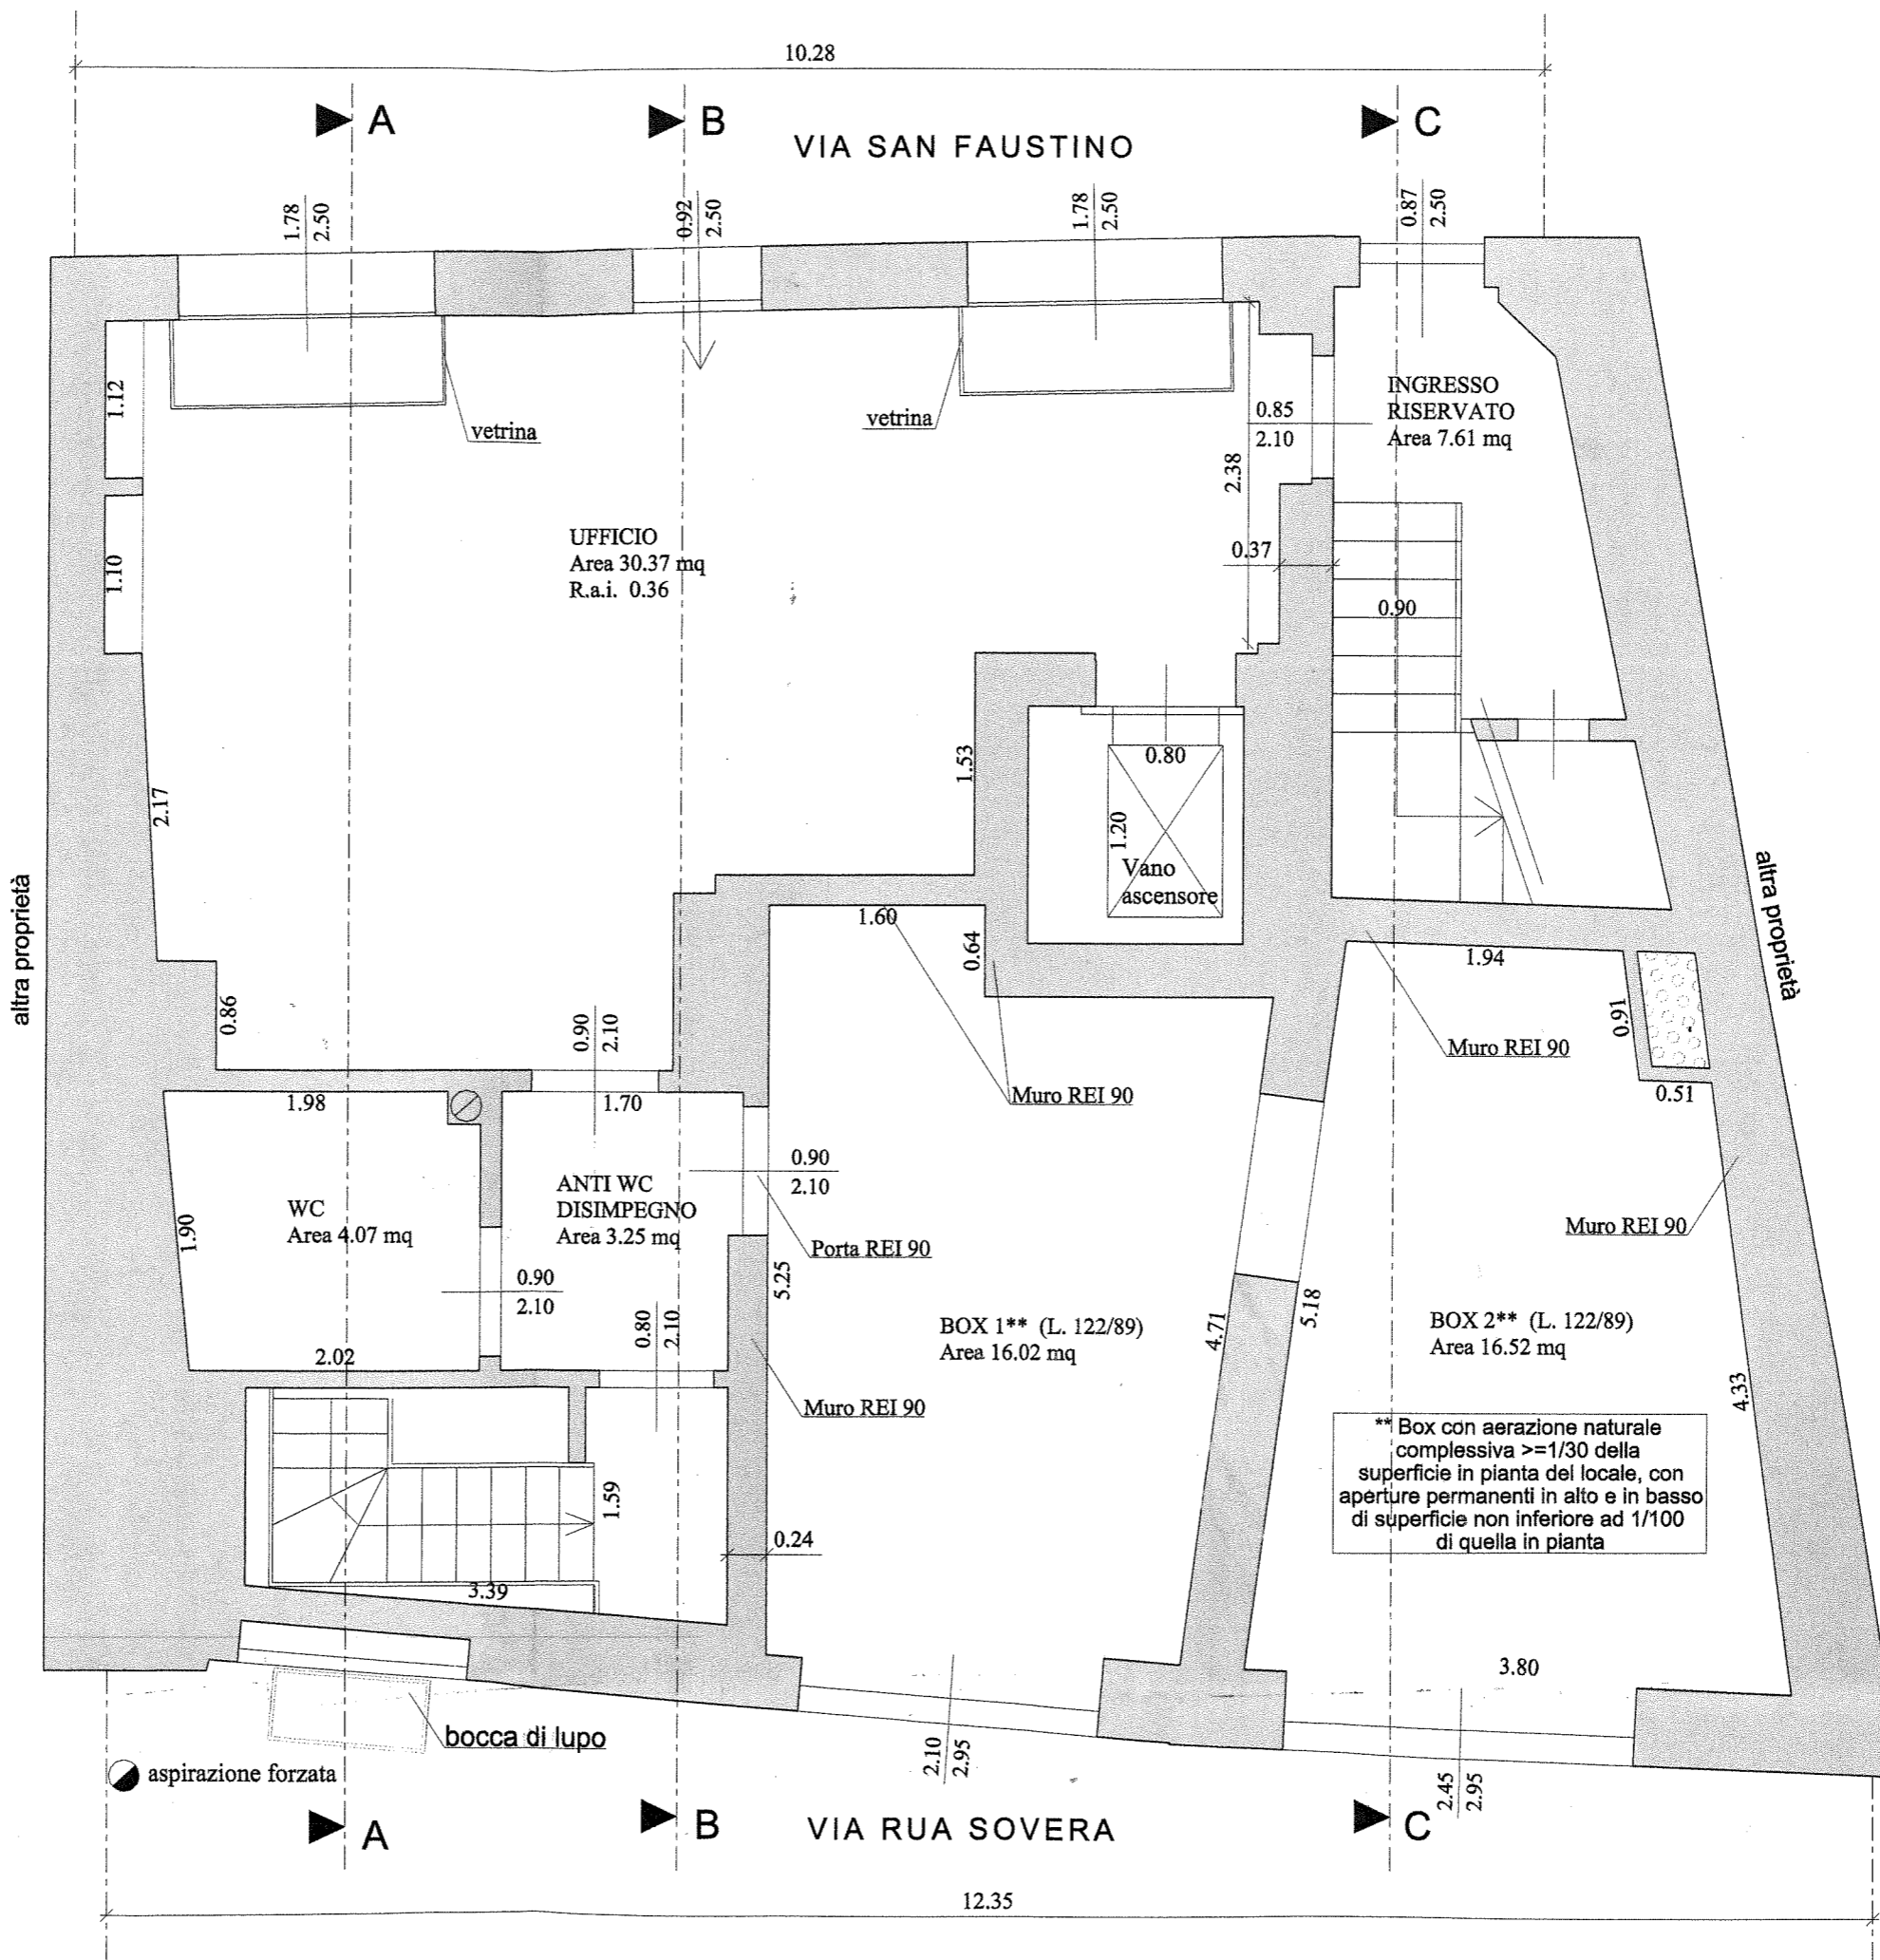 10.28
A
B
C
VIA SAN FAUSTINO
1.78
2.50
0.92
2.50
1.78
2.50
0.87
2.50
1.12
vetrina
vetrina
0.85
2.10
INGRESSO
RISERVATO
Area 7.61 mq
2.38
1.10
UFFICIO
Area 30.37 mq
R.a.i. 0.36
0.37
0.90
2.17
1.53
0.80
1.20
Vano
ascensore
altra proprietà
altra proprietà
1.60
0.64
1.94
0.86
0.90
2.10
0.91
Muro REI 90
Muro REI 90
0.51
1.98
1.70
0.90
2.10
WC
Area 4.07 mq
ANTI WC
DISIMPEGNO
Area 3.25 mq
1.90
Porta REI 90
Muro REI 90
0.90
2.10
5.25
0.80
2.10
4.71
5.18
BOX 1** (L. 122/89)
Area 16.02 mq
BOX 2** (L. 122/89)
Area 16.52 mq
2.02
4.33
Muro REI 90
** Box con aerazione naturale
complessiva >=1/30 della
superficie in pianta del locale, con
aperture permanenti in alto e in basso
di superficie non inferiore ad 1/100
di quella in pianta
1.59
0.24
3.39
3.80
bocca di lupo
aspirazione forzata
2.10
2.95
2.45
2.95
A
B
C
VIA RUA SOVERA
12.35